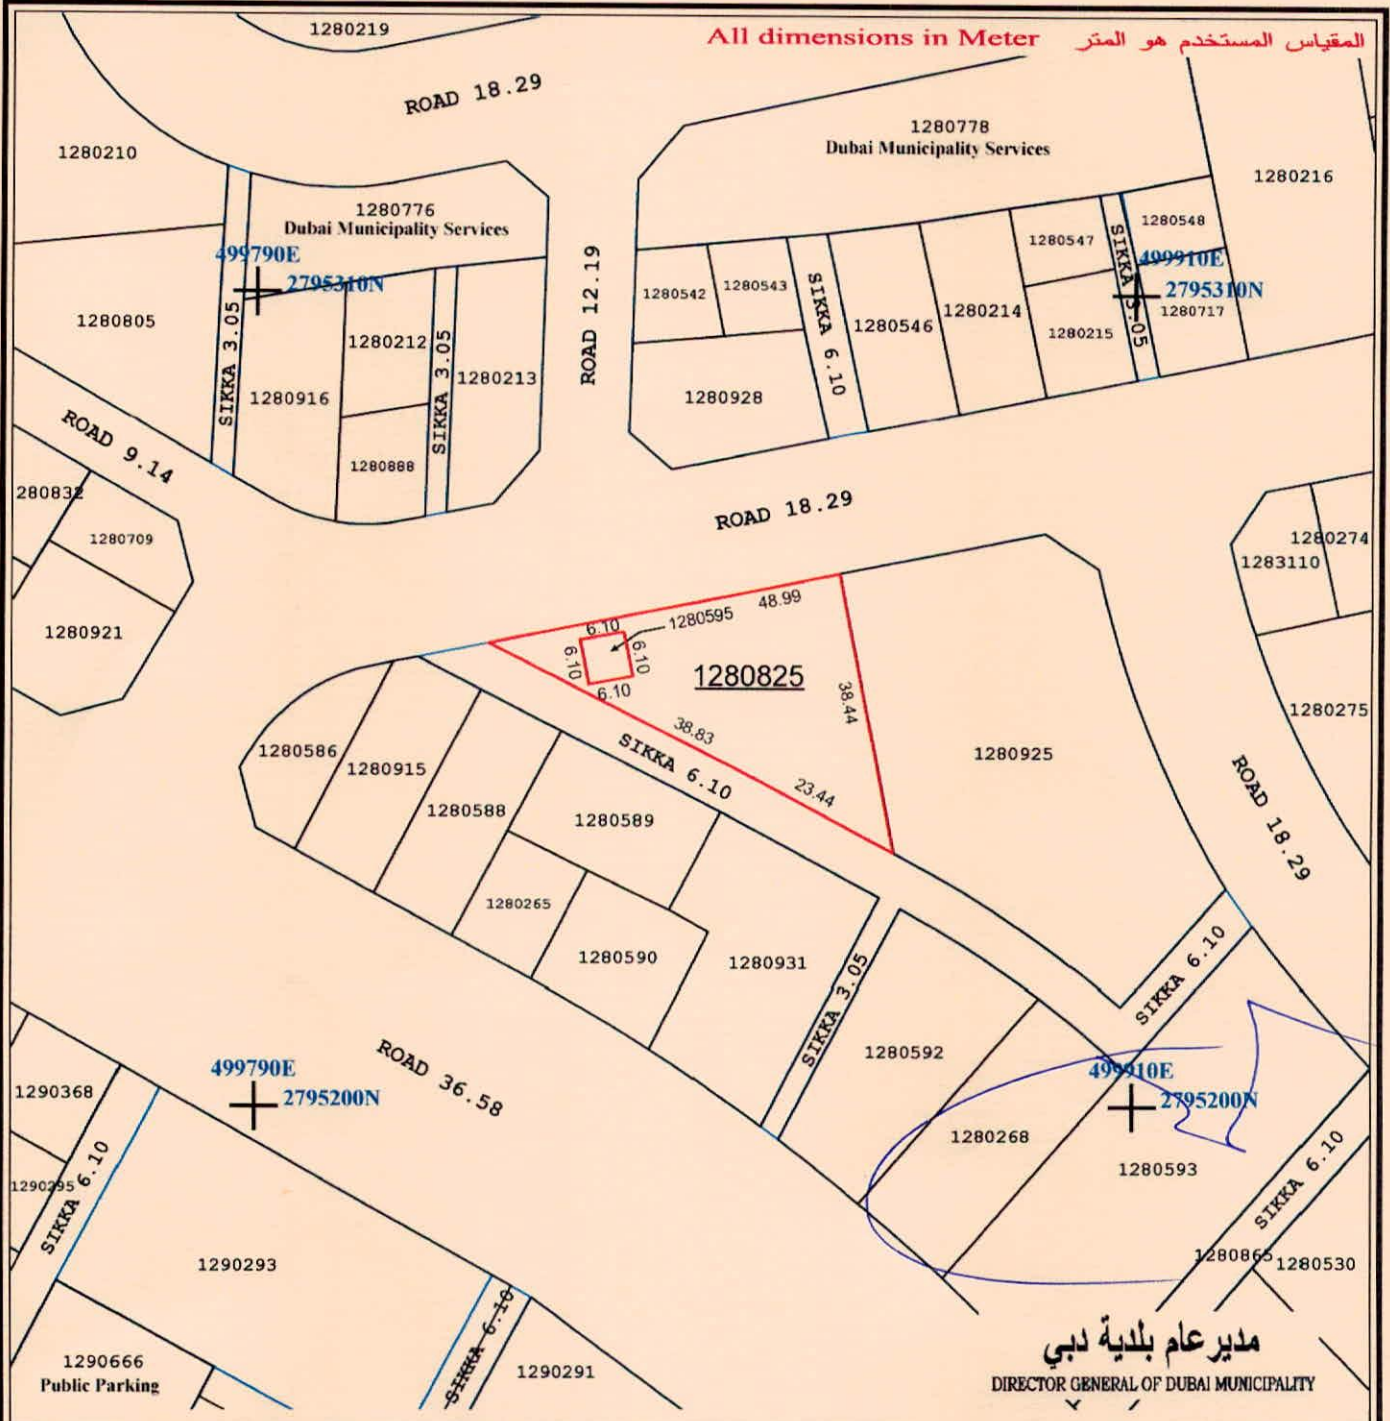 1280219
All dimensions in Meter المقياس المستخدم هو المتر
ROAD 18.29
1280778
Dubai Municipality Services
1280210
1280216
1280776
Dubai Municipality Services
1280548
1280547
SIKKA 3.05
499790E
2795310N
499910E
2795310N
1280542
1280543
SIKKA 6.10
1280546
1280214
1280215
1280717
1280805
SIKKA 3.05
1280212
SIKKA 3.05
1280213
ROAD 12.19
1280916
1280928
ROAD 9.14
1280888
280832
1280709
ROAD 18.29
1280274
1283110
1280921
48.99
6.10
1280595
6.10
6.10
6.10
1280825
38.44
1280275
38.83
23.44
SIKKA 6.10
1280925
1280586
1280915
1280588
1280589
ROAD 18.29
1280265
1280590
1280931
SIKKA 3.05
SIKKA 6.10
1280592
ROAD 36.58
499790E
2795200N
499910E
2795200N
1290368
1280268
1280593
1290295
SIKKA 6.10
SIKKA 6.10
1290293
1280865
1280530
SIKKA 6.10
1290666
Public Parking
1290291
مدير عام بلدية دبي
DIRECTOR GENERAL OF DUBAI MUNICIPALITY